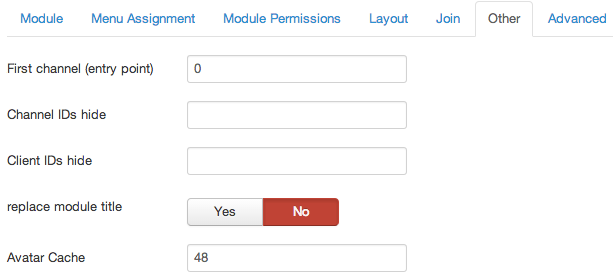 Module Menu Assignment Module Permissions Layout Join Other Advanced
First channel (entry point) 0
Channel IDs hide
Client IDs hide
replace module title Yes No
Avatar Cache 48